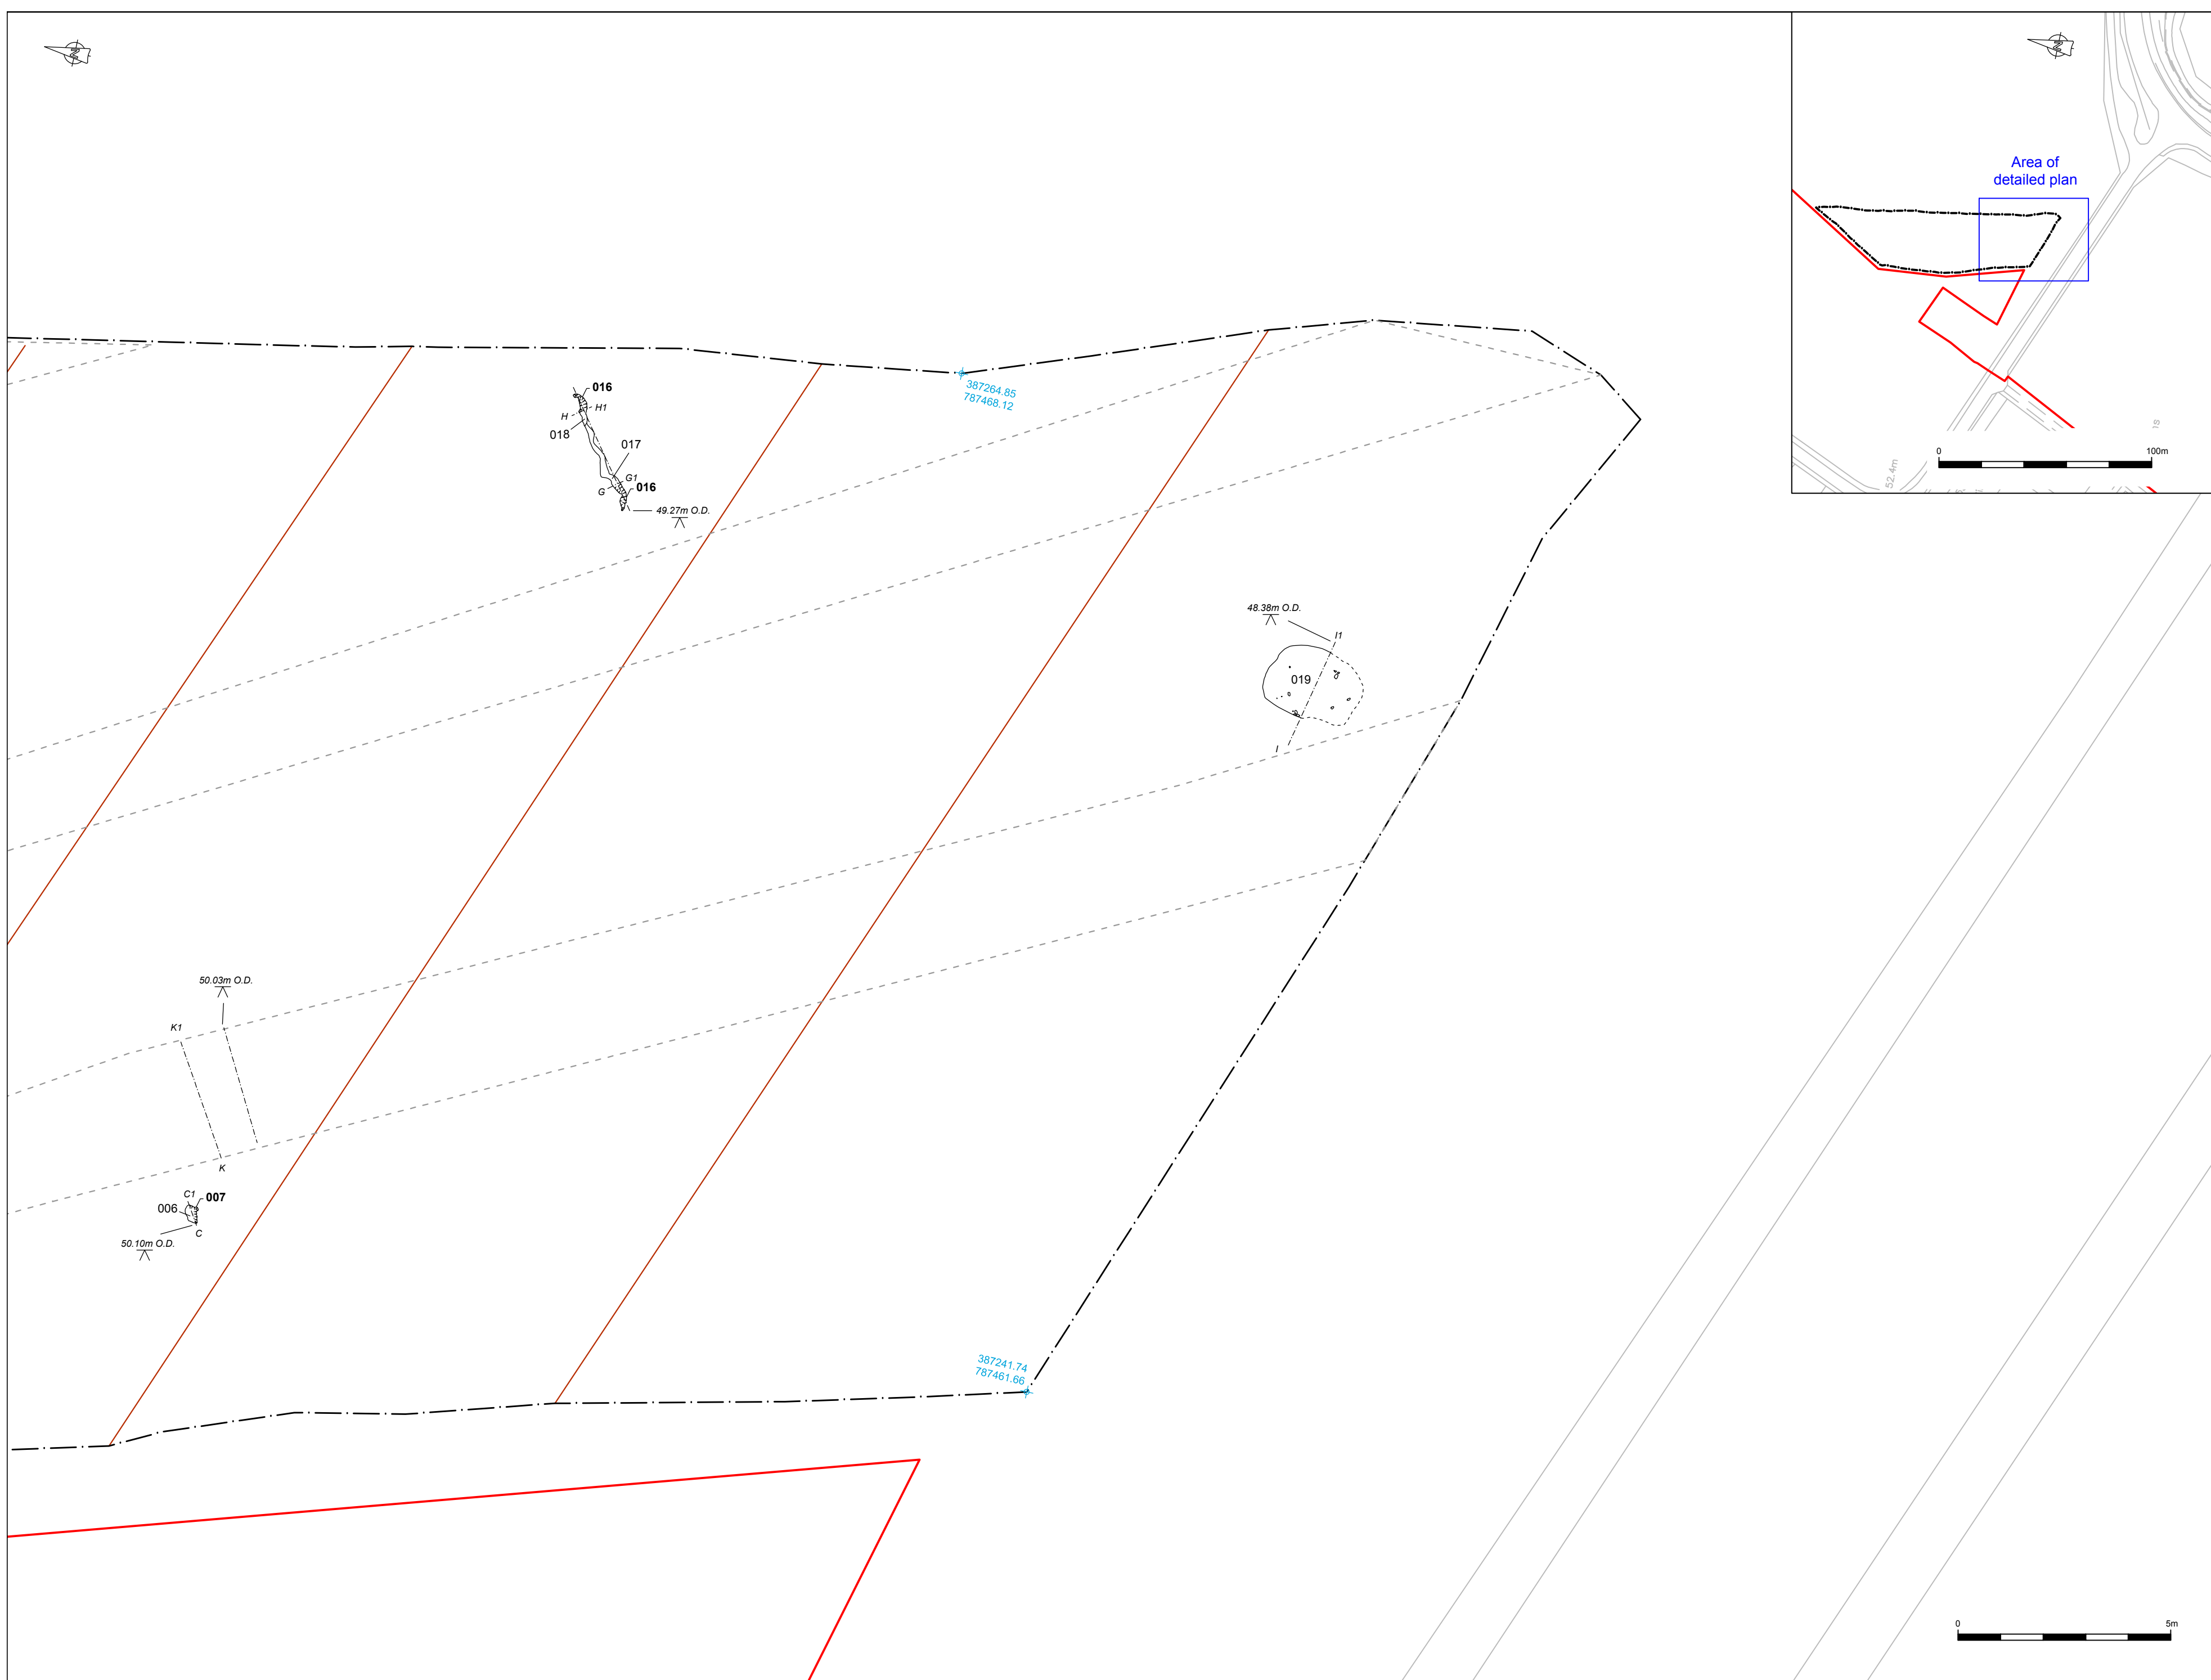 N
N
Area of
detailed plan
016
387264.85
787468.12
H1
H
018
017
0
100m
52.4m
G1
G
016
49.27m O.D.
48.38m O.D.
I1
019
I
50.03m O.D.
K1
K
C1
007
006
C
50.10m O.D.
387241.74
787461.66
0
5m